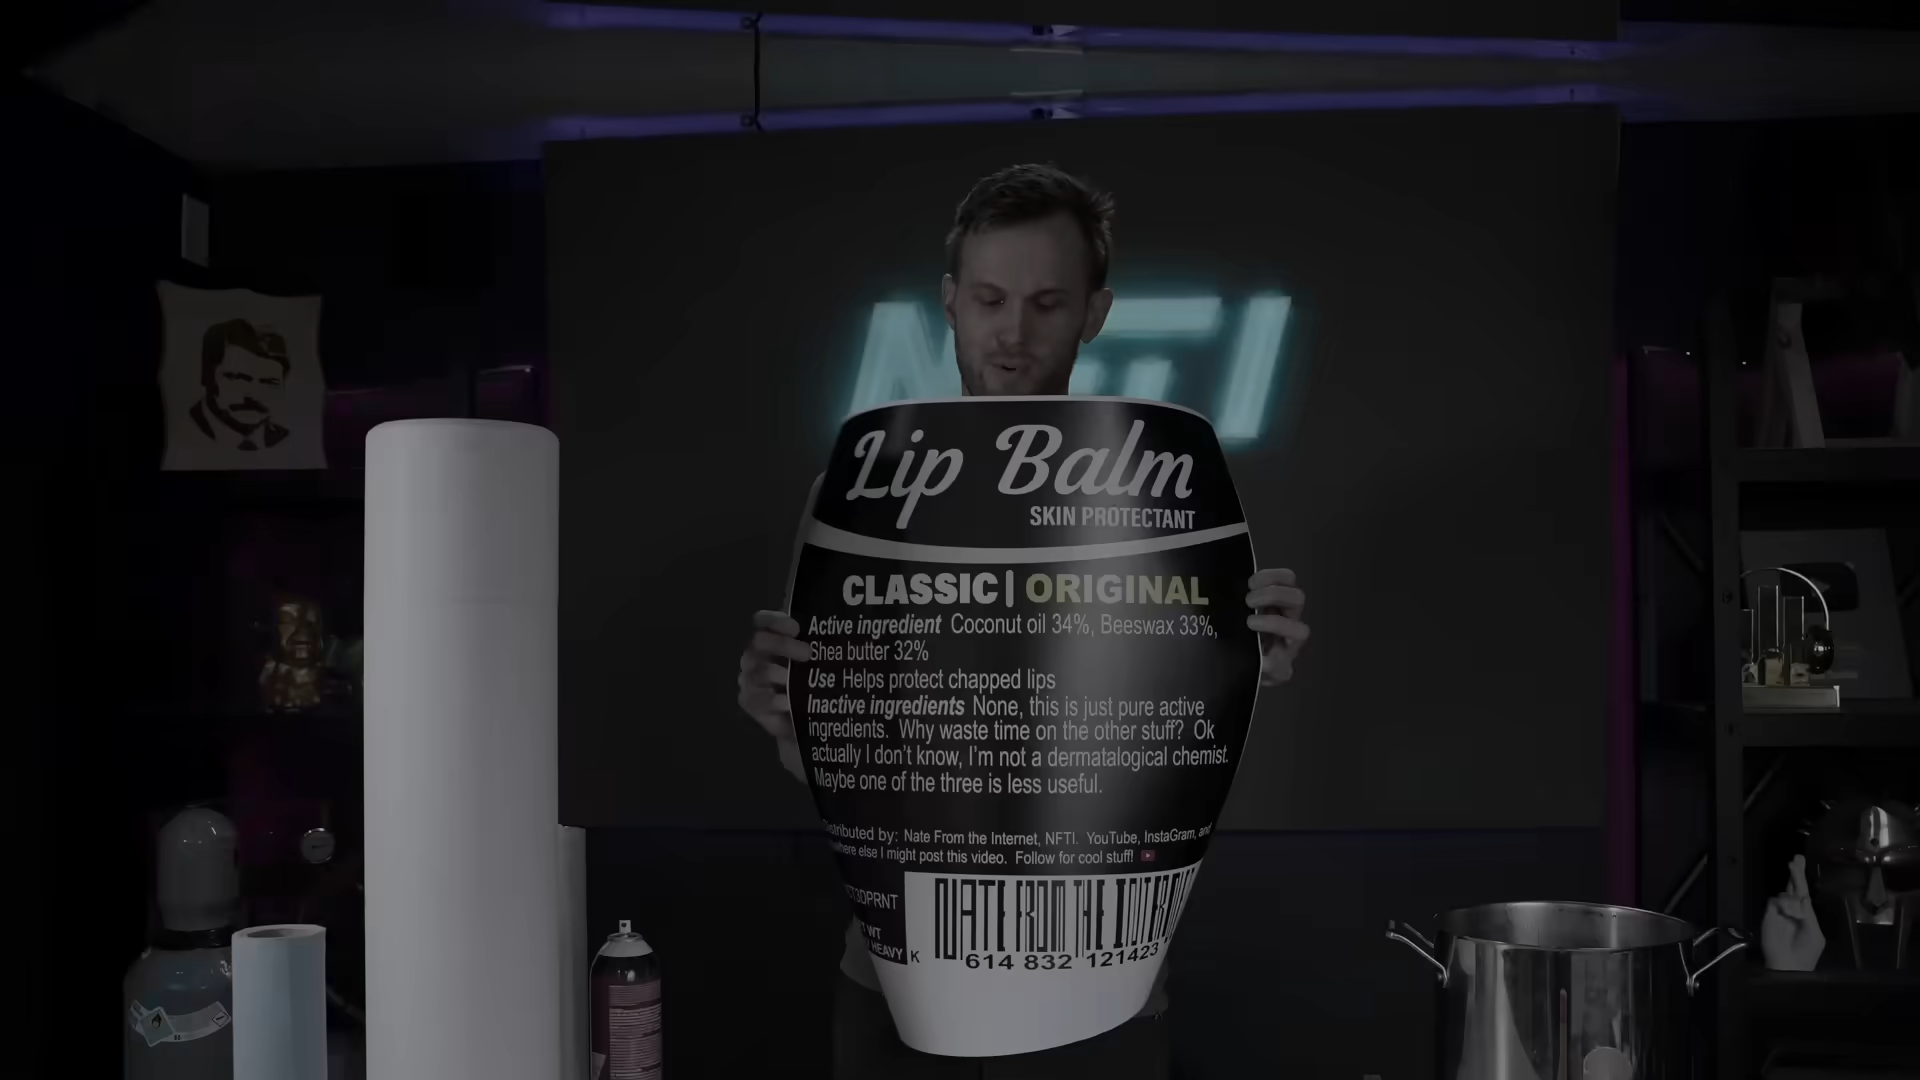 NFTI
Lip Balm
SKIN PROTECTANT
CLASSIC | ORIGINAL
Active ingredient Coconut oil 34%, Beeswax 33%,
Shea butter 32%
Use Helps protect chapped lips
Inactive ingredients None, this is just pure active
ingredients. Why waste time on the other stuff? Ok
actually I don't know, I'm not a dermatalogical chemist.
Maybe one of the three is less useful.
Distributed by: Nate From the Internet, NFTI. YouTube, InstaGram, and
else I might post this video. Follow for cool stuff!
WT
HEAVY
K
NATE FROM THE
614 832 121423